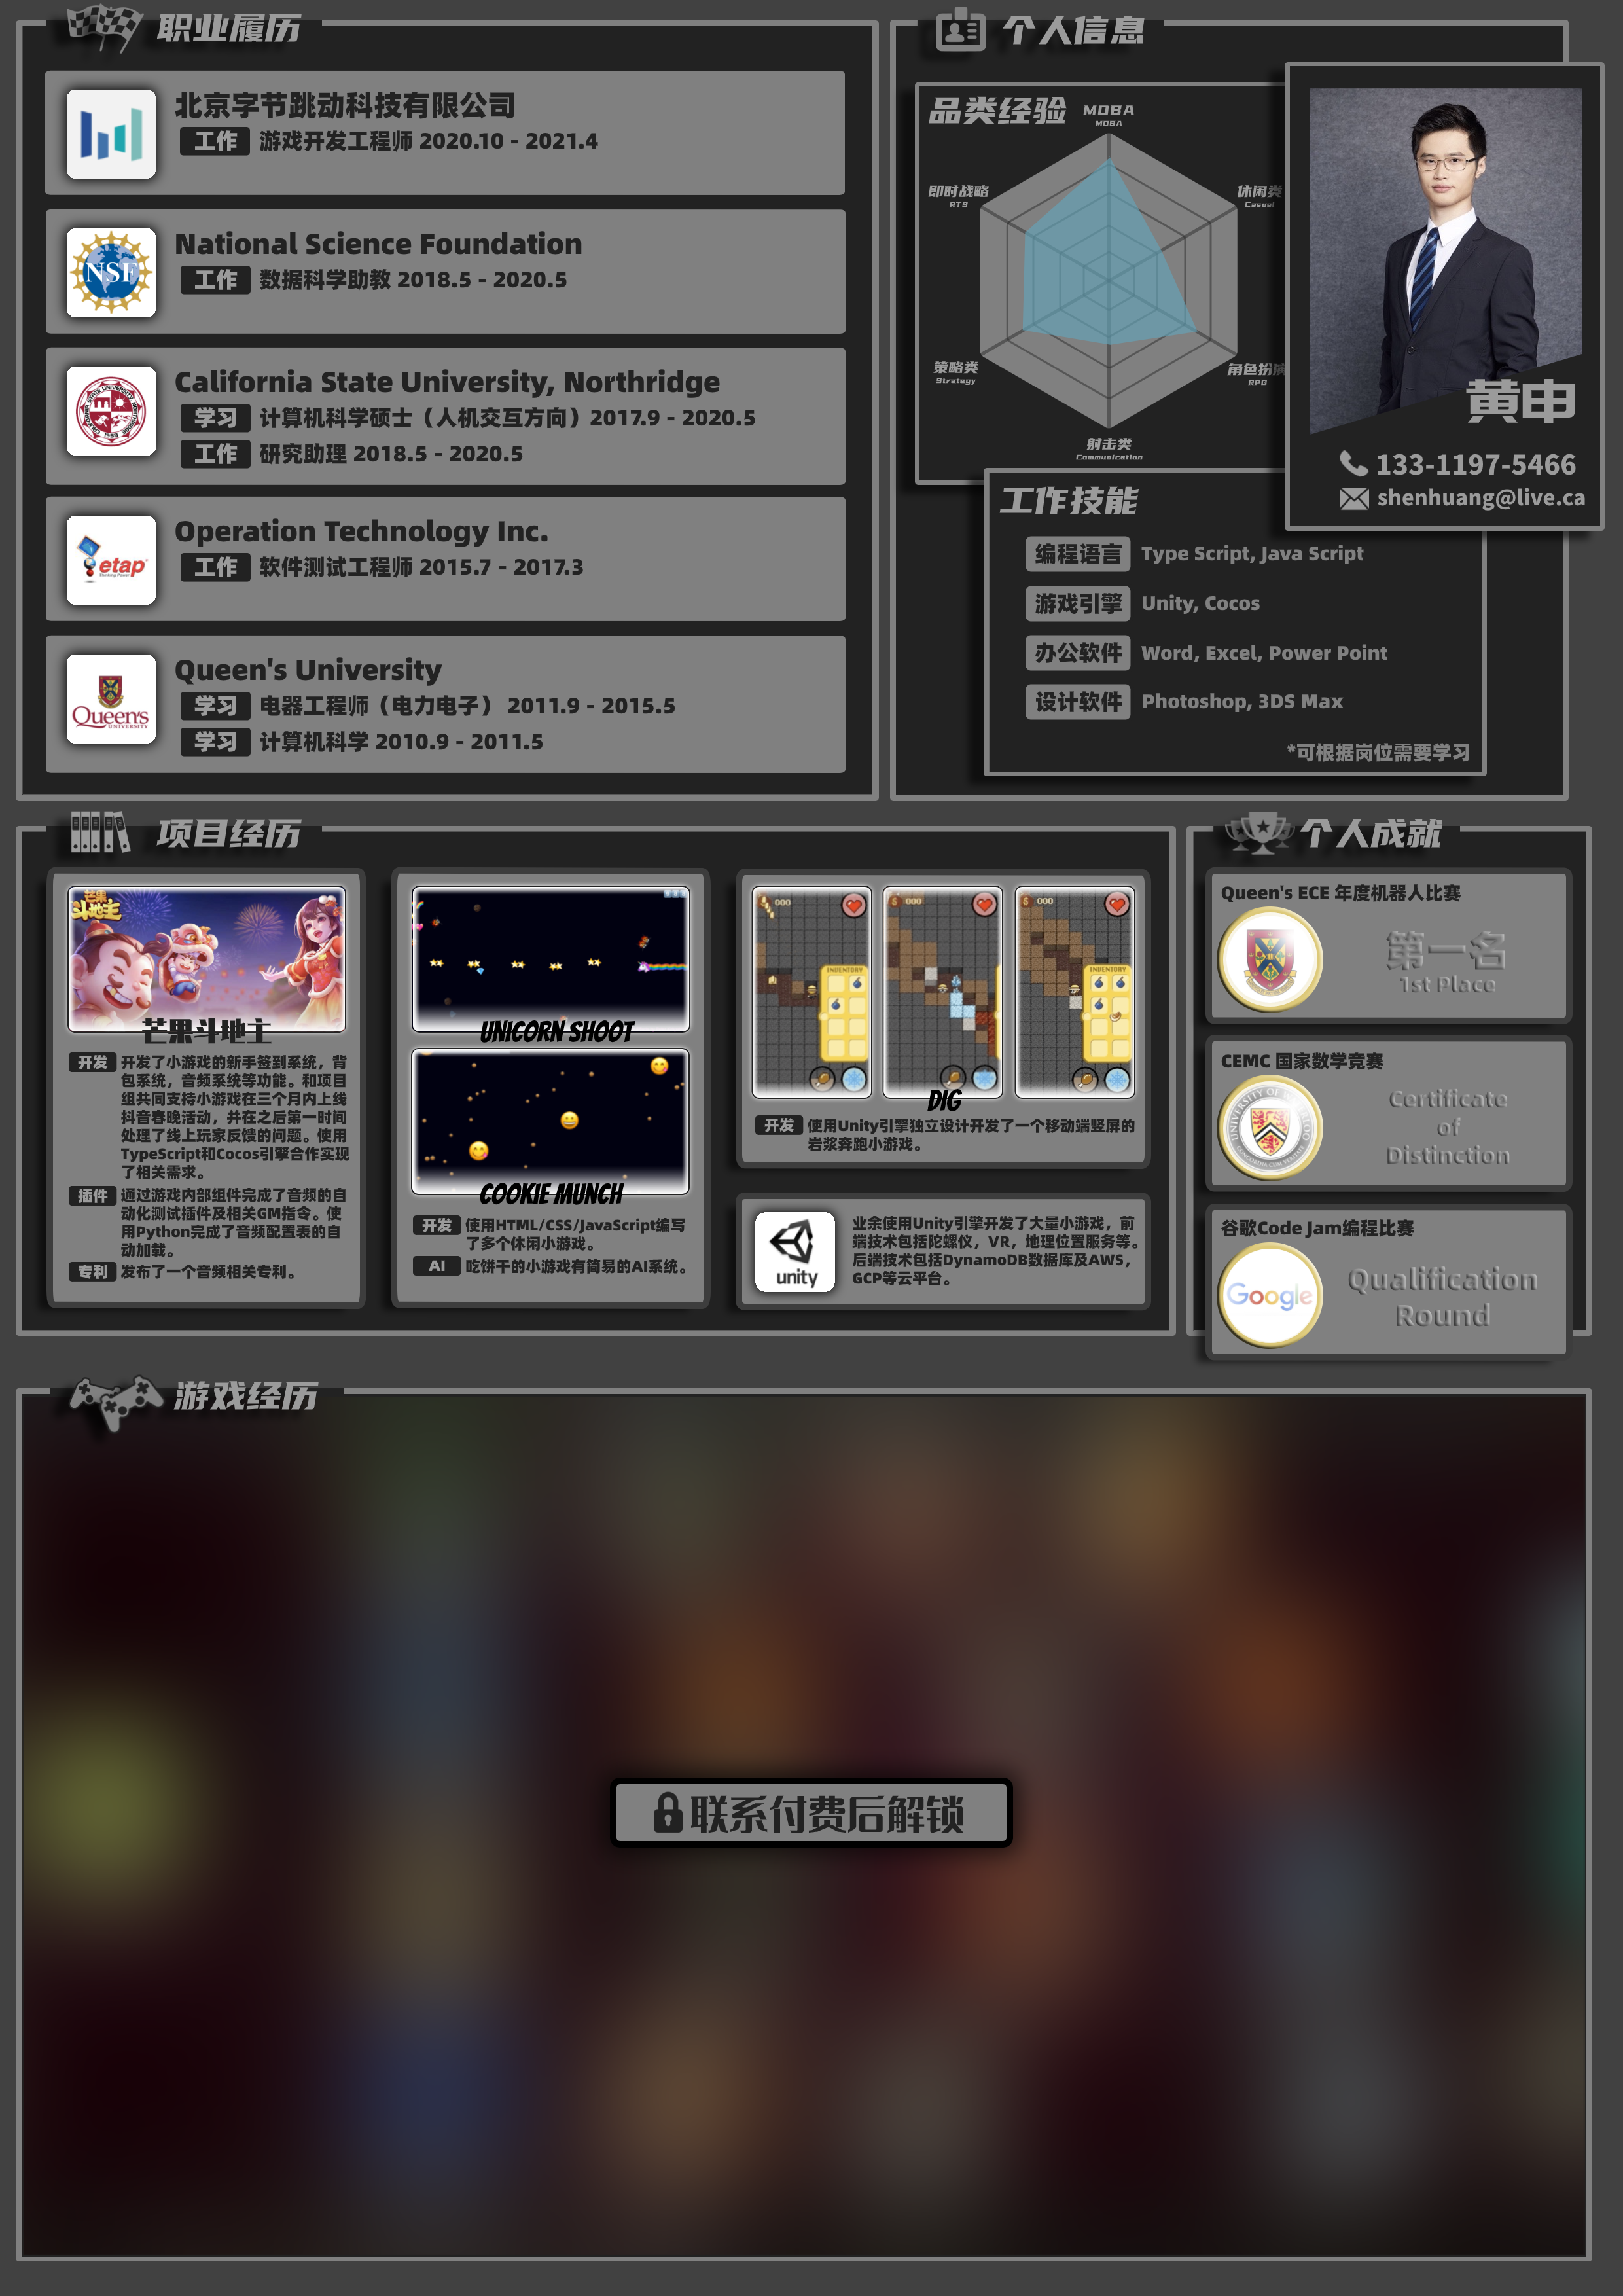 职业履历
北京字节跳动科技有限公司
工作 游戏开发工程师 2020.10 - 2021.4
NSF
National Science Foundation
工作 数据科学助教 2018.5 - 2020.5
California State University, Northridge
学习 计算机科学硕士（人机交互方向）2017.9 - 2020.5
工作 研究助理 2018.5 - 2020.5
etap
Thinking Power
Operation Technology Inc.
工作 软件测试工程师 2015.7 - 2017.3
Queen's
UNIVERSITY
Queen's University
学习 电器工程师（电力电子） 2011.9 - 2015.5
学习 计算机科学 2010.9 - 2011.5
个人信息
品类经验
MOBA
MOBA
即时战略
RTS
休闲类
Casual
策略类
Strategy
角色扮演
RPG
射击类
Communication
黄申
133-1197-5466
shenhuang@live.ca
工作技能
编程语言 Type Script, Java Script
游戏引擎 Unity, Cocos
办公软件 Word, Excel, Power Point
设计软件 Photoshop, 3DS Max
*可根据岗位需要学习
项目经历
芒果
斗地主
芒果斗地主
开发 开发了小游戏的新手签到系统，背
包系统，音频系统等功能。和项目
组共同支持小游戏在三个月内上线
抖音春晚活动，并在之后第一时间
处理了线上玩家反馈的问题。使用
TypeScript和Cocos引擎合作实现
了相关需求。
插件 通过游戏内部组件完成了音频的自
动化测试插件及相关GM指令。使
用Python完成了音频配置表的自
动加载。
专利 发布了一个音频相关专利。
UNICORN SHOOT
COOKIE MUNCH
开发 使用HTML/CSS/JavaScript编写
了多个休闲小游戏。
AI 吃饼干的小游戏有简易的AI系统。
000
000
000
INVENTORY
INVENTORY
DIG
开发 使用Unity引擎独立设计开发了一个移动端竖屏的
岩浆奔跑小游戏。
unity
业余使用Unity引擎开发了大量小游戏，前
端技术包括陀螺仪，VR，地理位置服务等。
后端技术包括DynamoDB数据库及AWS，
GCP等云平台。
个人成就
Queen's ECE 年度机器人比赛
第一名
1st Place
CEMC 国家数学竞赛
Certificate
of
Distinction
谷歌Code Jam编程比赛
Google
Qualification
Round
游戏经历
联系付费后解锁